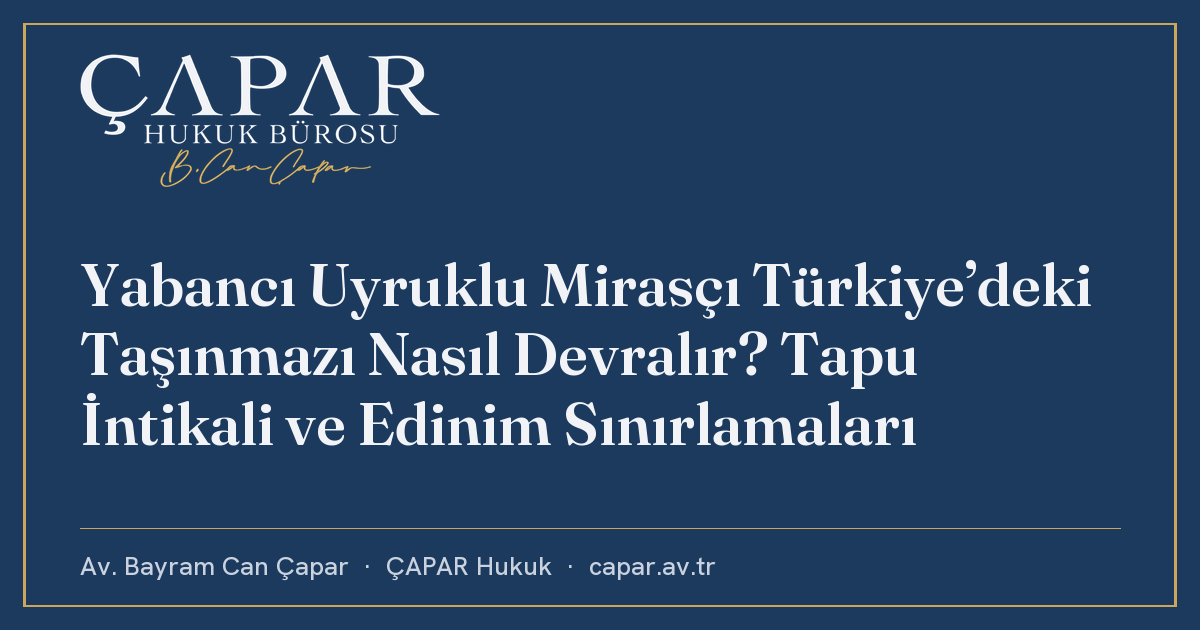 ÇAPAR
HUKUK BÜROSU
B.Can Çapar
Yabancı Uyruklu Mirasçı Türkiye’deki
Taşınmazı Nasıl Devralır? Tapu
İntikali ve Edinim Sınırlamaları
Av. Bayram Can Çapar · ÇAPAR Hukuk · capar.av.tr